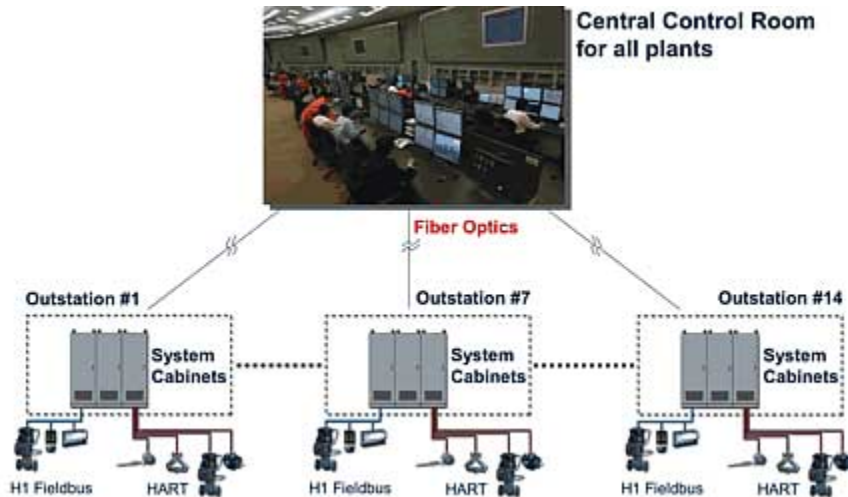 Central Control Room
for all plants
Fiber Optics
Outstation #1
Outstation #7
Outstation #14
System
Cabinets
System
Cabinets
System
Cabinets
H1 Fieldbus
HART
H1 Fieldbus
HART
H1 Fieldbus
HART